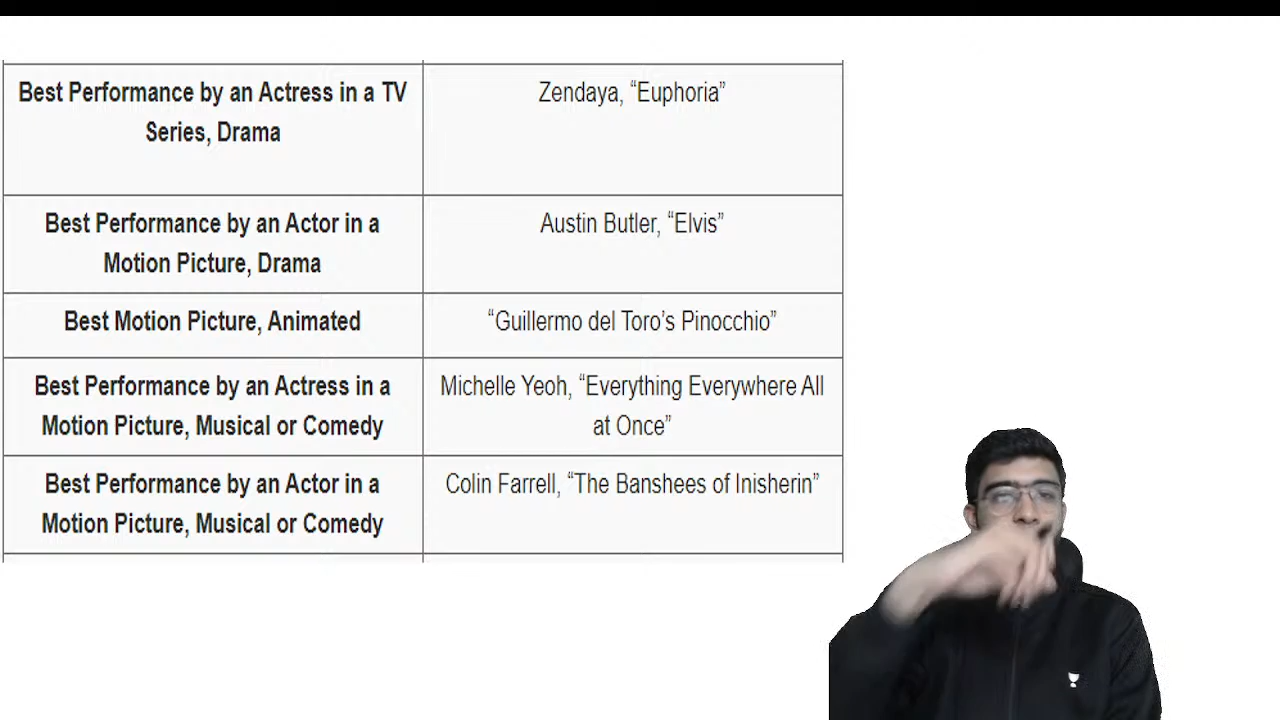 Best Performance by an Actress in a TV
Series, Drama
Zendaya, “Euphoria”
Best Performance by an Actor in a
Motion Picture, Drama
Austin Butler, “Elvis”
Best Motion Picture, Animated
“Guillermo del Toro’s Pinocchio”
Best Performance by an Actress in a
Motion Picture, Musical or Comedy
Michelle Yeoh, “Everything Everywhere All
at Once”
Best Performance by an Actor in a
Motion Picture, Musical or Comedy
Colin Farrell, “The Banshees of Inisherin”